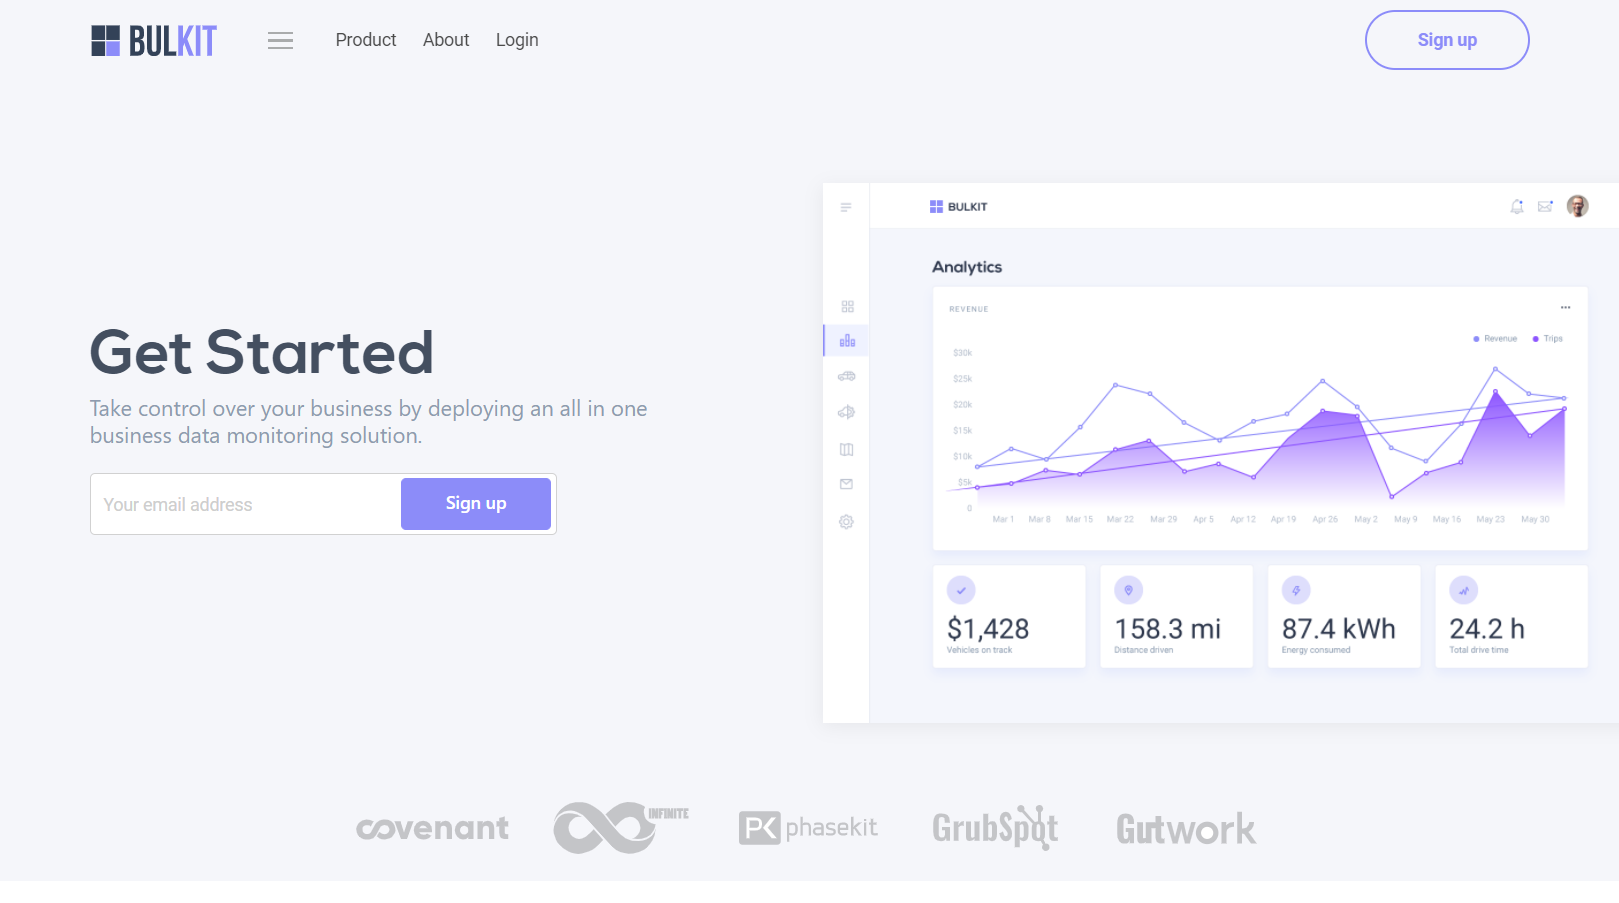 BULKIT
Product
About
Login
Sign up
BULKIT
Analytics
REVENUE
Revenue
Trips
$30k
$25k
$20k
$15k
$10k
$5k
0
Mar 1 Mar 8 Mar 15 Mar 22 Mar 29 Apr 5 Apr 12 Apr 19 Apr 26 May 2 May 9 May 16 May 23 May 30
Get Started
Take control over your business by deploying an all in one
business data monitoring solution.
Your email address
Sign up
$1,428
Vehicles on track
158.3 mi
Distance driven
87.4 kWh
Energy consumed
24.2 h
Total drive time
covenant
INFINITE
PK phasekit
GrubSpot
Gutwork